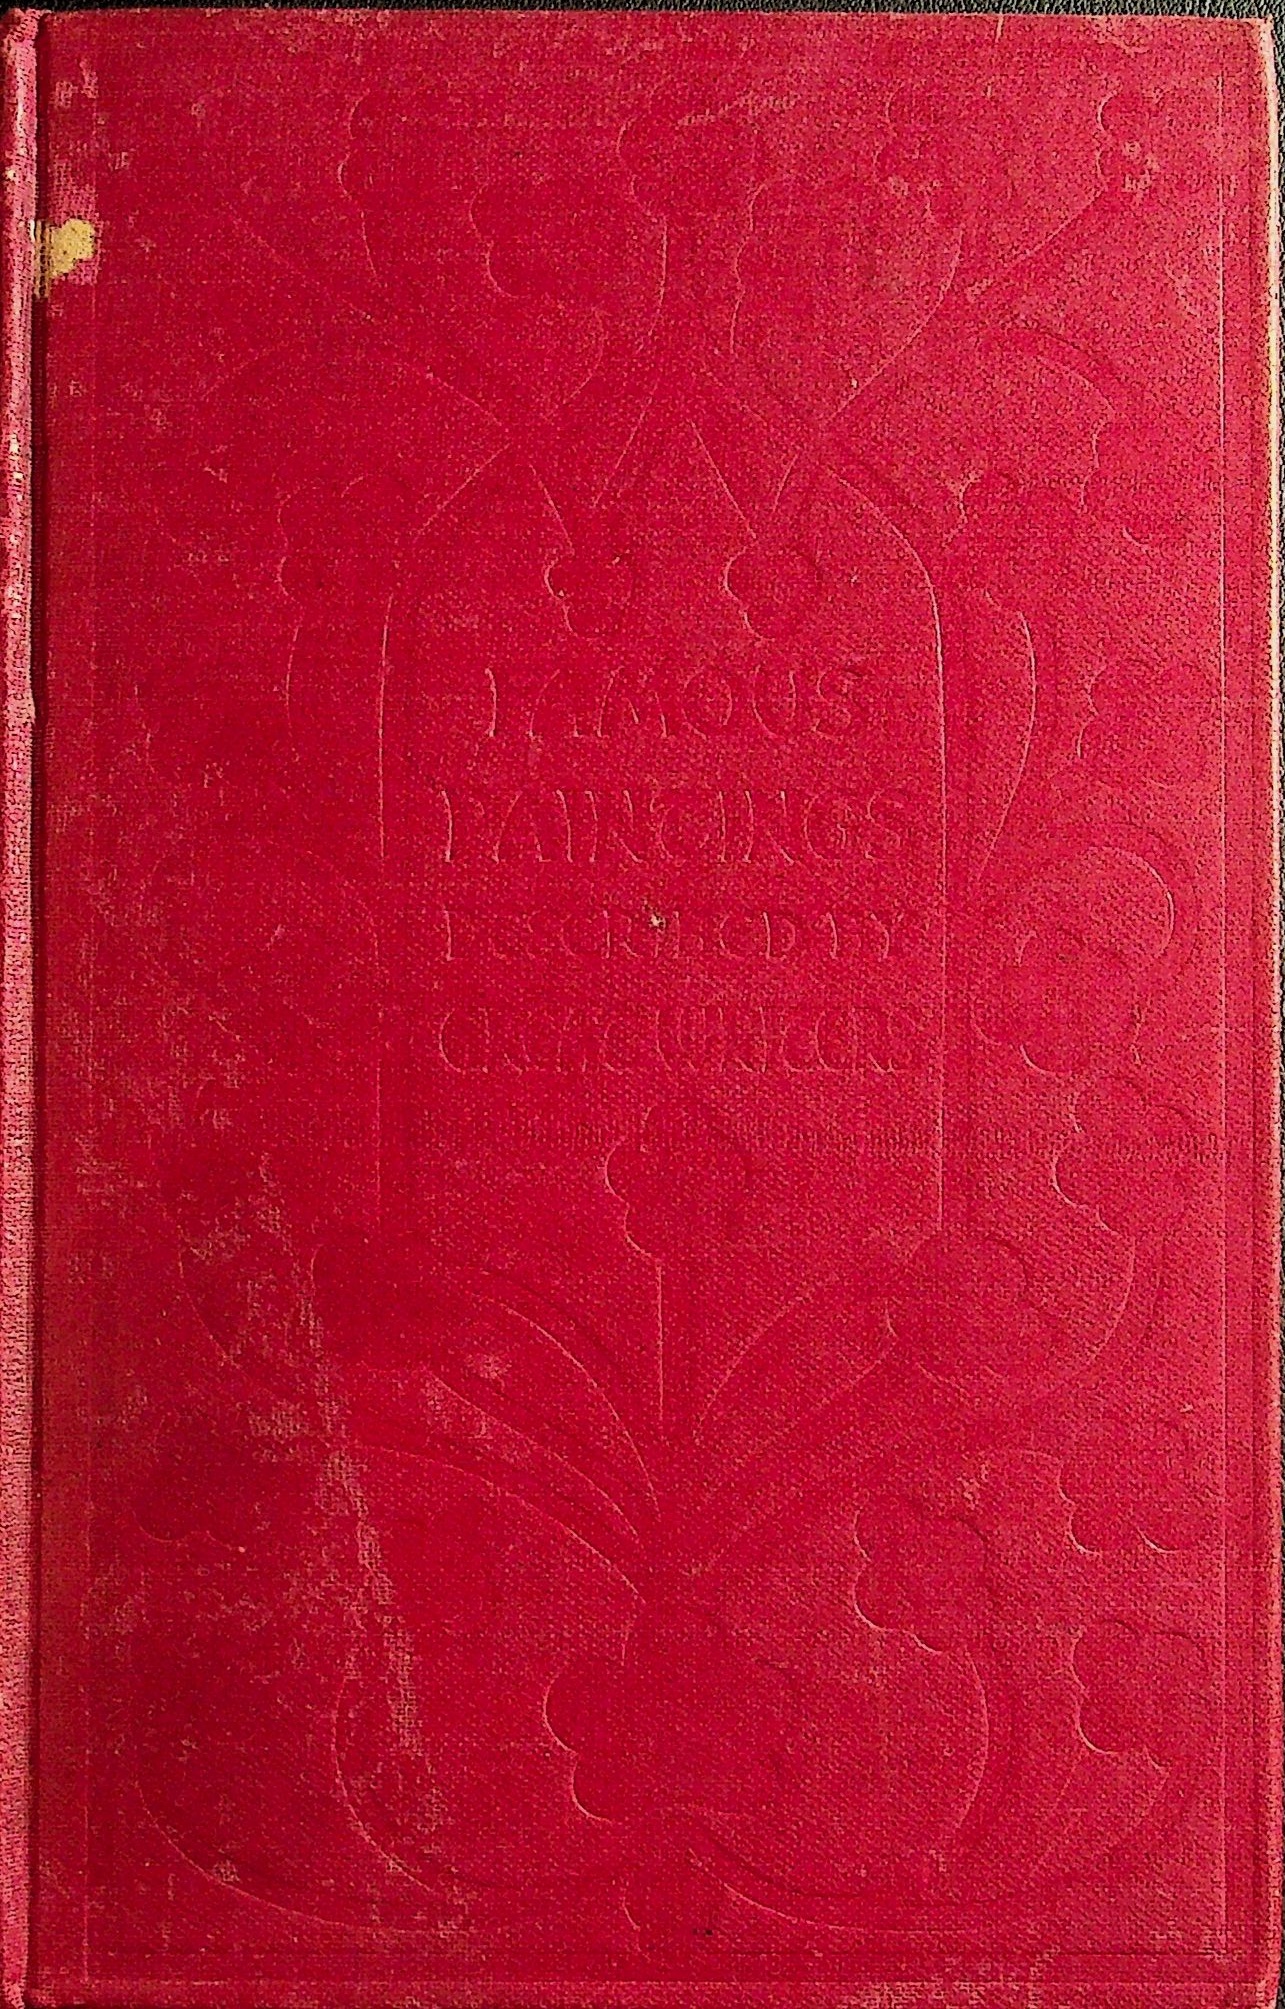 FAMOUS
PAINTINGS
DESCRIBED BY
GREAT WRITERS